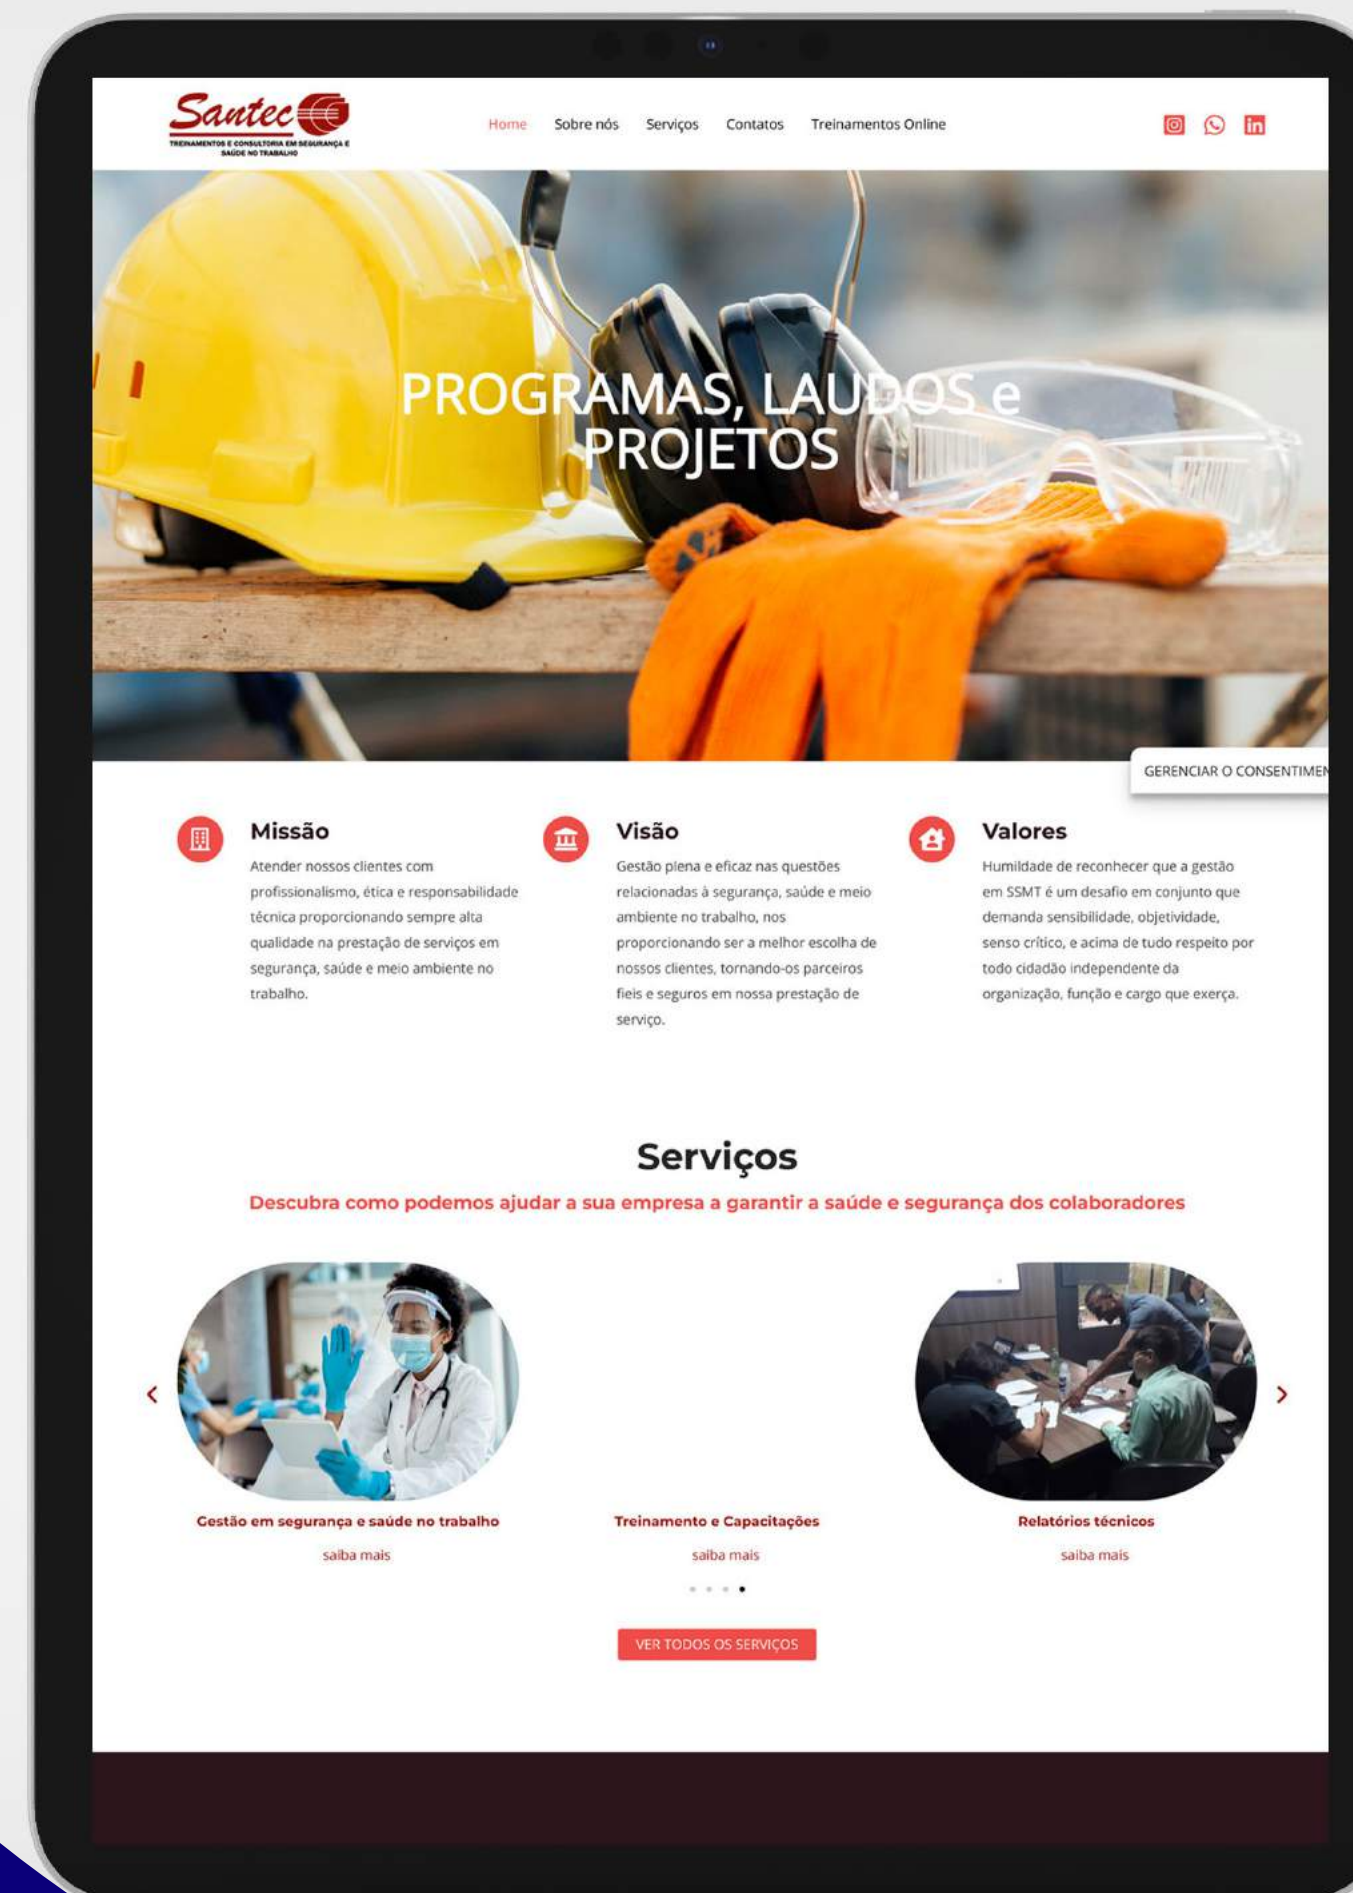 Santec
TREINAMENTOS E CONSULTORIA EM SEGURANÇA E
SAÚDE NO TRABALHO
Home Sobre nós Serviços Contatos Treinamentos Online
PROGRAMAS, LAUDOS e
PROJETOS
GERENCIAR O CONSENTIMEN
Missão
Atender nossos clientes com
profissionalismo, ética e responsabilidade
técnica proporcionando sempre alta
qualidade na prestação de serviços em
segurança, saúde e meio ambiente no
trabalho.
Visão
Gestão plena e eficaz nas questões
relacionadas à segurança, saúde e meio
ambiente no trabalho, nos
proporcionando ser a melhor escolha de
nossos clientes, tornando-os parceiros
fieis e seguros em nossa prestação de
serviço.
Valores
Humildade de reconhecer que a gestão
em SSMT é um desafio em conjunto que
demanda sensibilidade, objetividade,
senso crítico, e acima de tudo respeito por
todo cidadão independente da
organização, função e cargo que exerça.
Serviços
Descubra como podemos ajudar a sua empresa a garantir a saúde e segurança dos colaboradores
Gestão em segurança e saúde no trabalho
saiba mais
Treinamento e Capacitações
saiba mais
Relatórios técnicos
saiba mais
VER TODOS OS SERVIÇOS